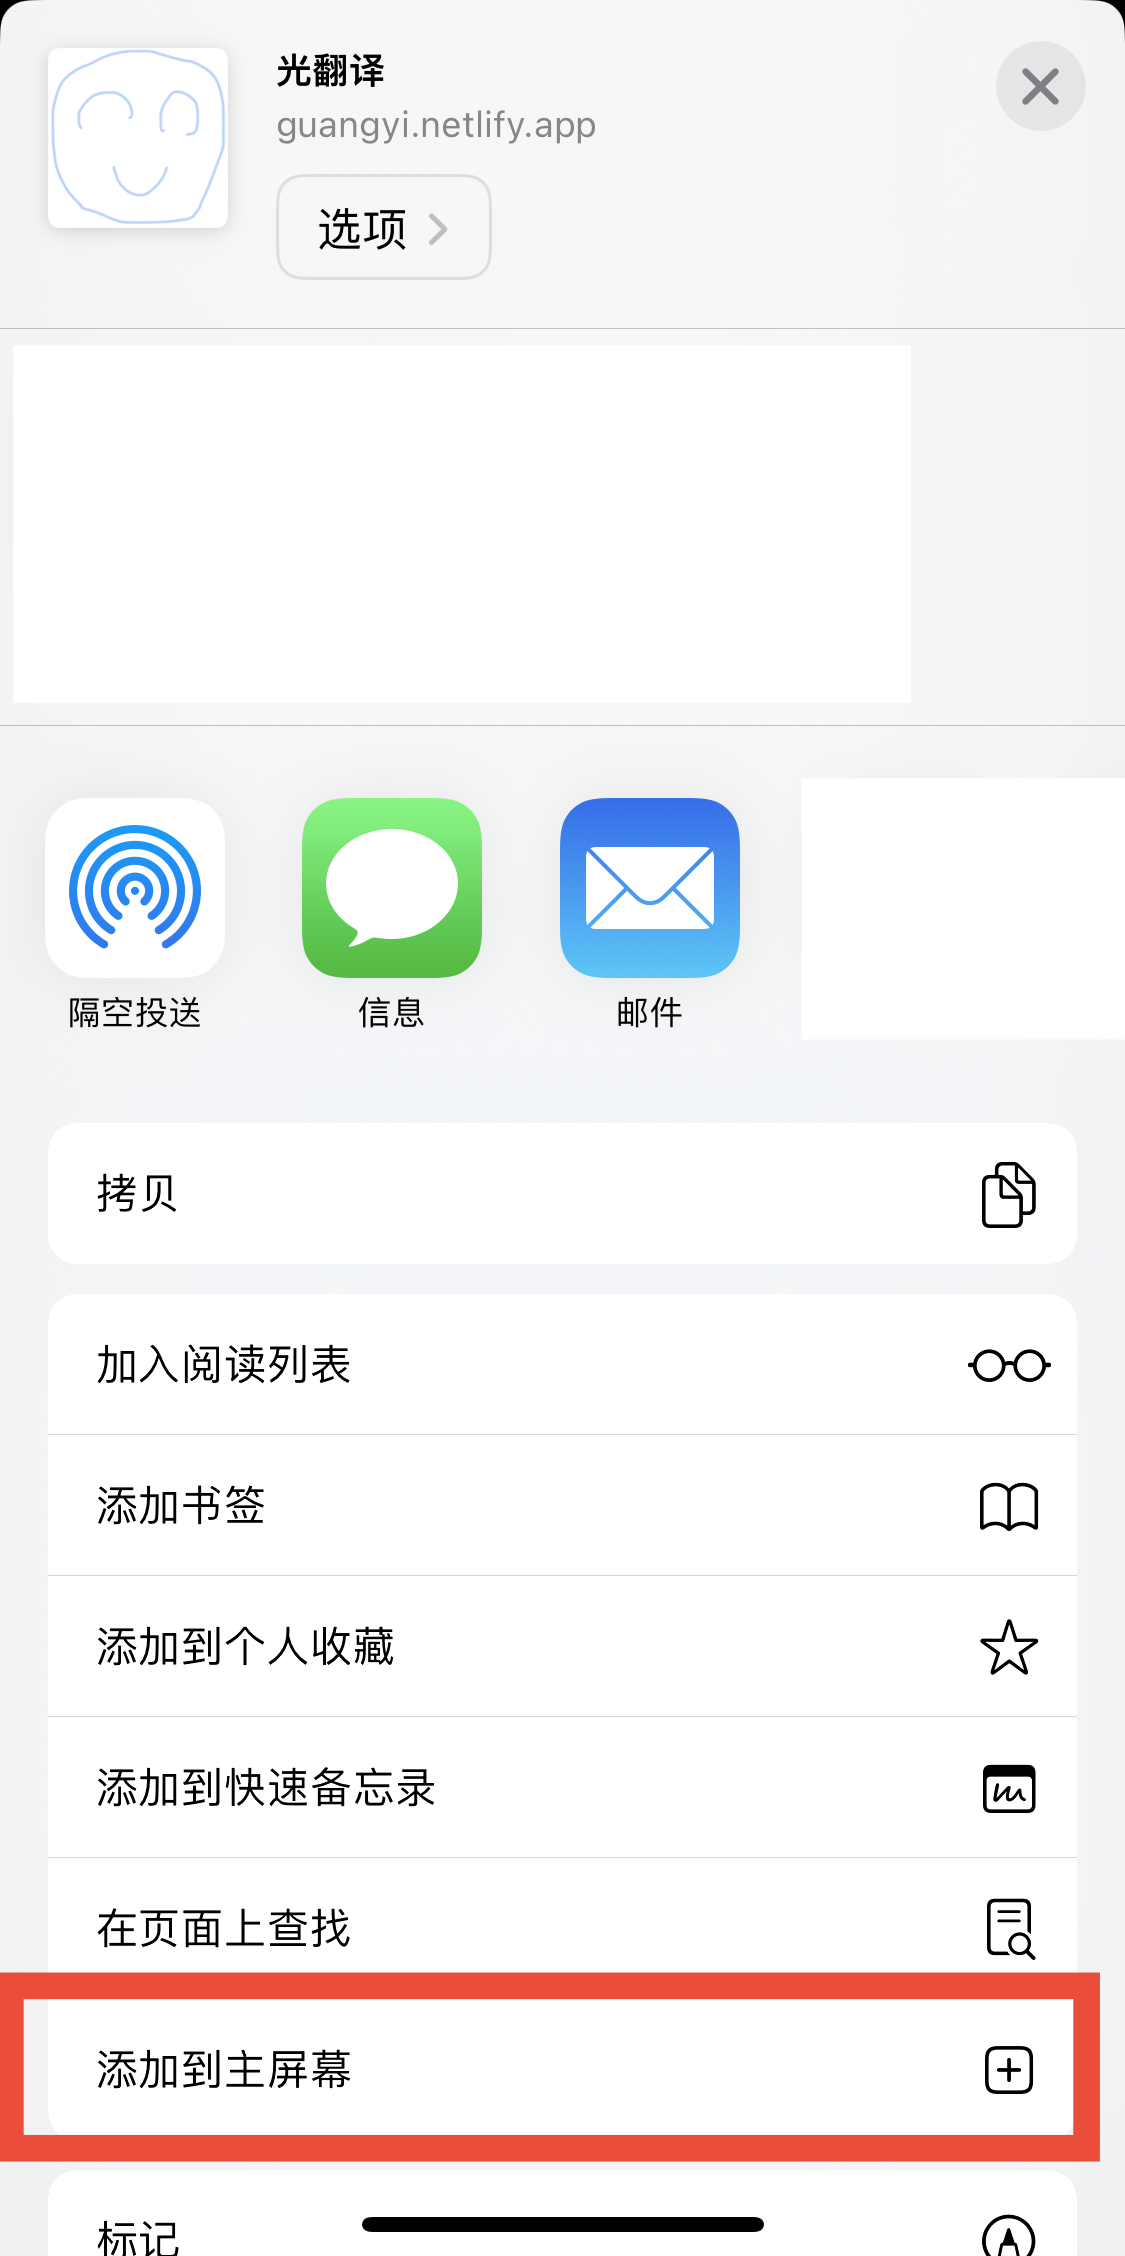 光翻译
guangyi.netlify.app
选项
隔空投送
信息
邮件
拷贝
加入阅读列表
添加书签
添加到个人收藏
添加到快速备忘录
在页面上查找
添加到主屏幕
标记